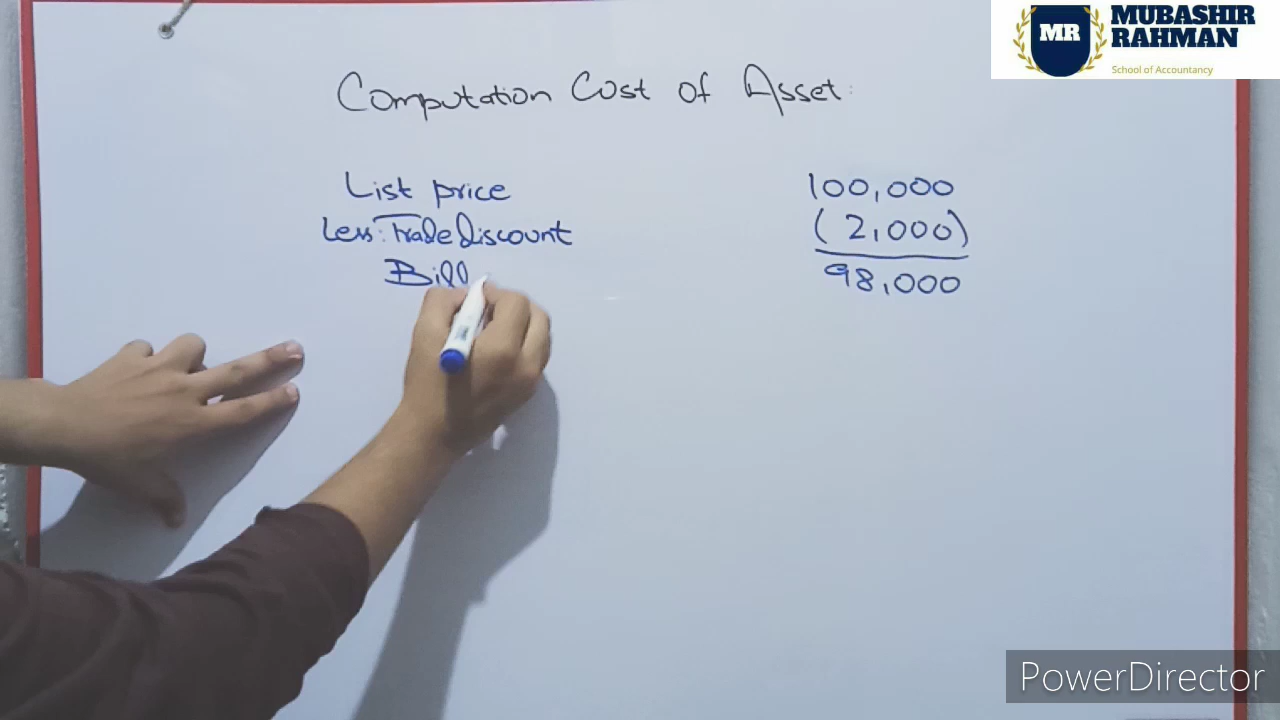 MR
MUBASHIR
RAHMAN
School of Accountancy
Computation Cost of Asset:
List price 100,000
Less: Trade discount (2,000)
Bill 98,000
PowerDirector